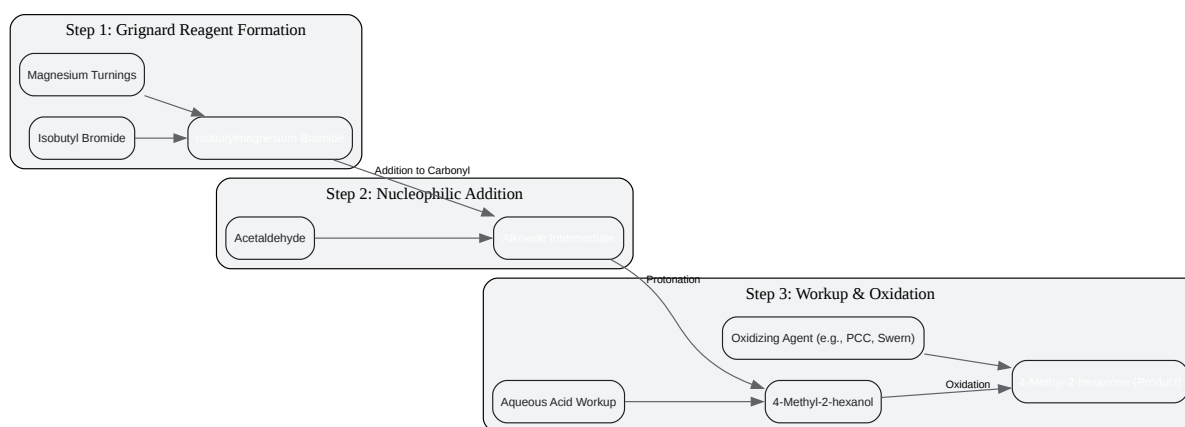 Step 1: Grignard Reagent Formation
Magnesium Turnings
Isobutyl Bromide
Isobutylmagnesium Bromide
Addition to Carbonyl
Step 2: Nucleophilic Addition
Acetaldehyde
Alkoxide Intermediate
Protonation
Step 3: Workup & Oxidation
Oxidizing Agent (e.g., PCC, Swern)
4-Methyl-2-hexanone (Product)
Oxidation
Aqueous Acid Workup
4-Methyl-2-hexanol